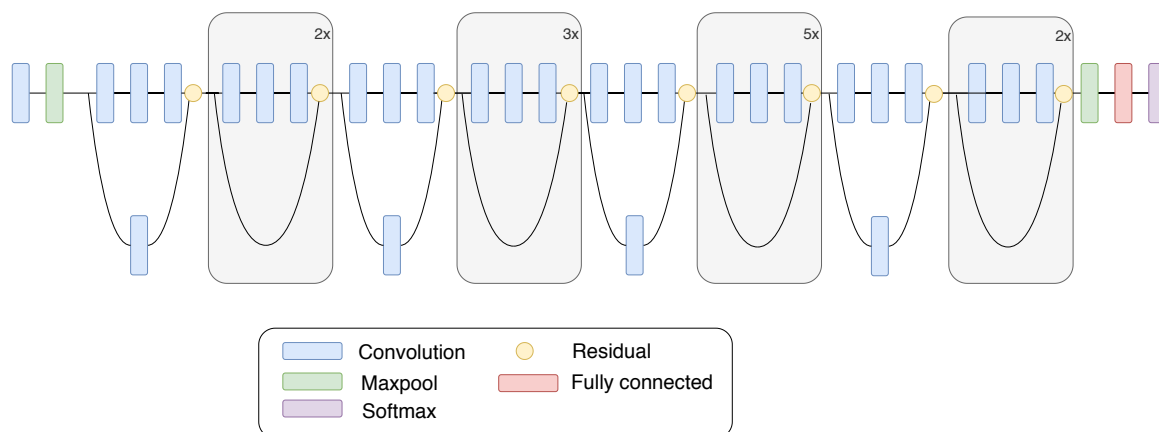 2x
3x
5x
2x
Convolution
Residual
Maxpool
Fully connected
Softmax